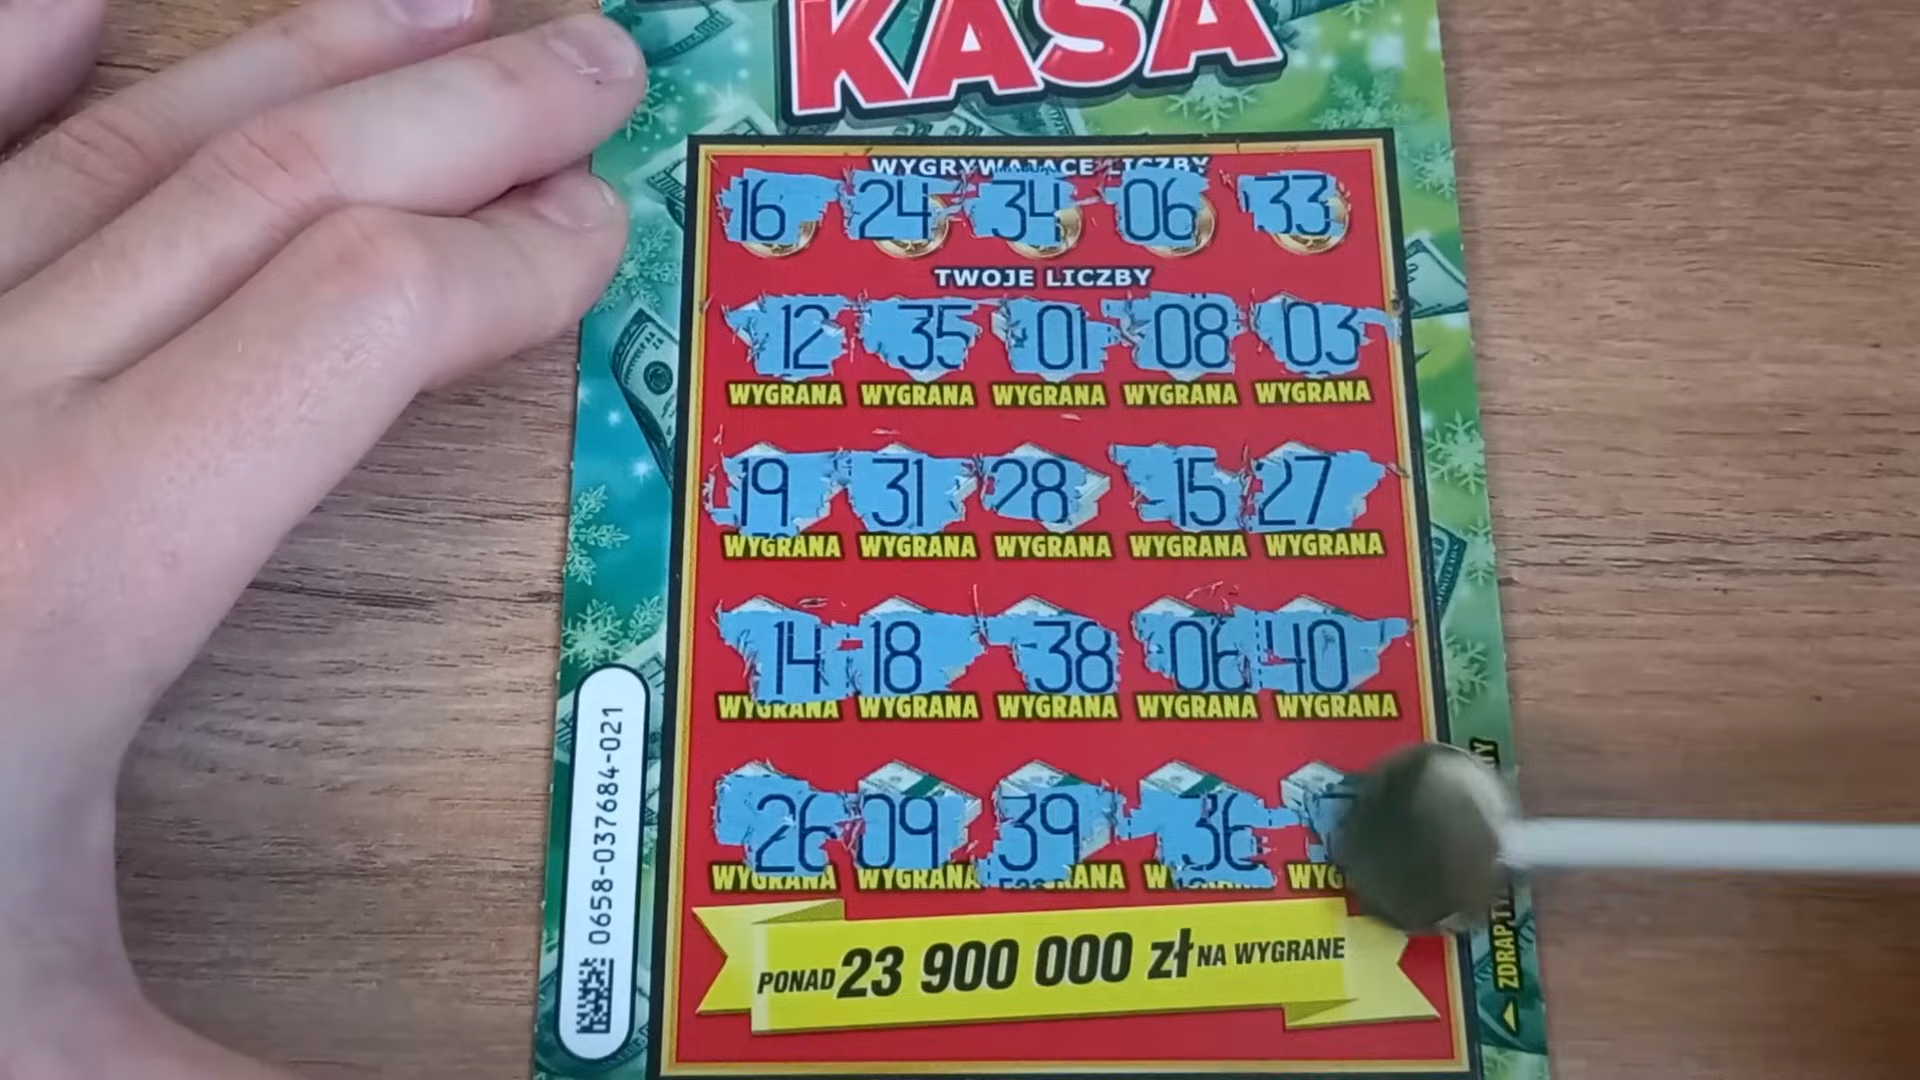 KASA
WYGRYWAJĄCE LICZBY
16 24 34 06 33
TWOJE LICZBY
12 35 01 08 03
WYGRANA WYGRANA WYGRANA WYGRANA WYGRANA
19 31 28 15 27
WYGRANA WYGRANA WYGRANA WYGRANA WYGRANA
14 18 38 06 40
WYGRANA WYGRANA WYGRANA WYGRANA WYGRANA
26 09 39 36
WYGRANA WYGRANA
PONAD 23 900 000 zł NA WYGRANE
0658-037684-021